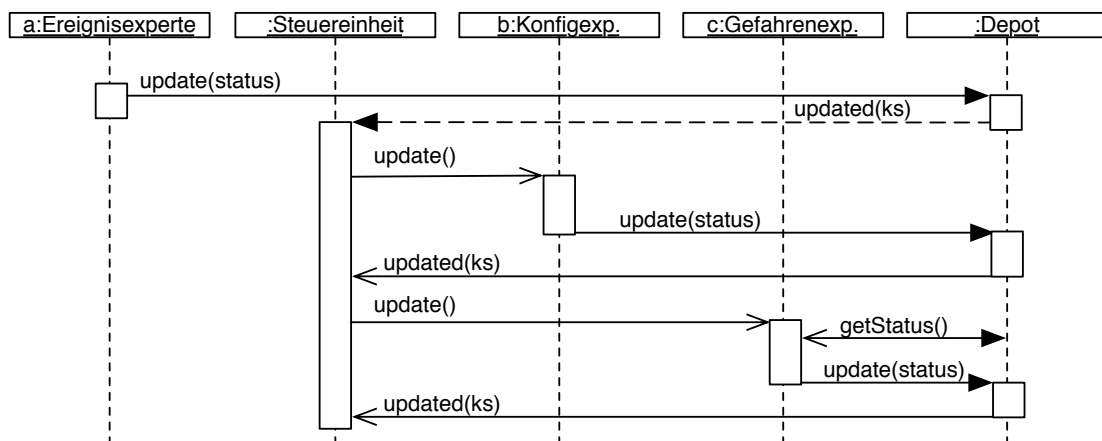 a:Ereignisexperte
:Steuereinheit
b:Konfigexp.
c:Gefahrenexp.
:Depot
update(status)
updated(ks)
update()
update(status)
updated(ks)
update()
getStatus()
update(status)
updated(ks)